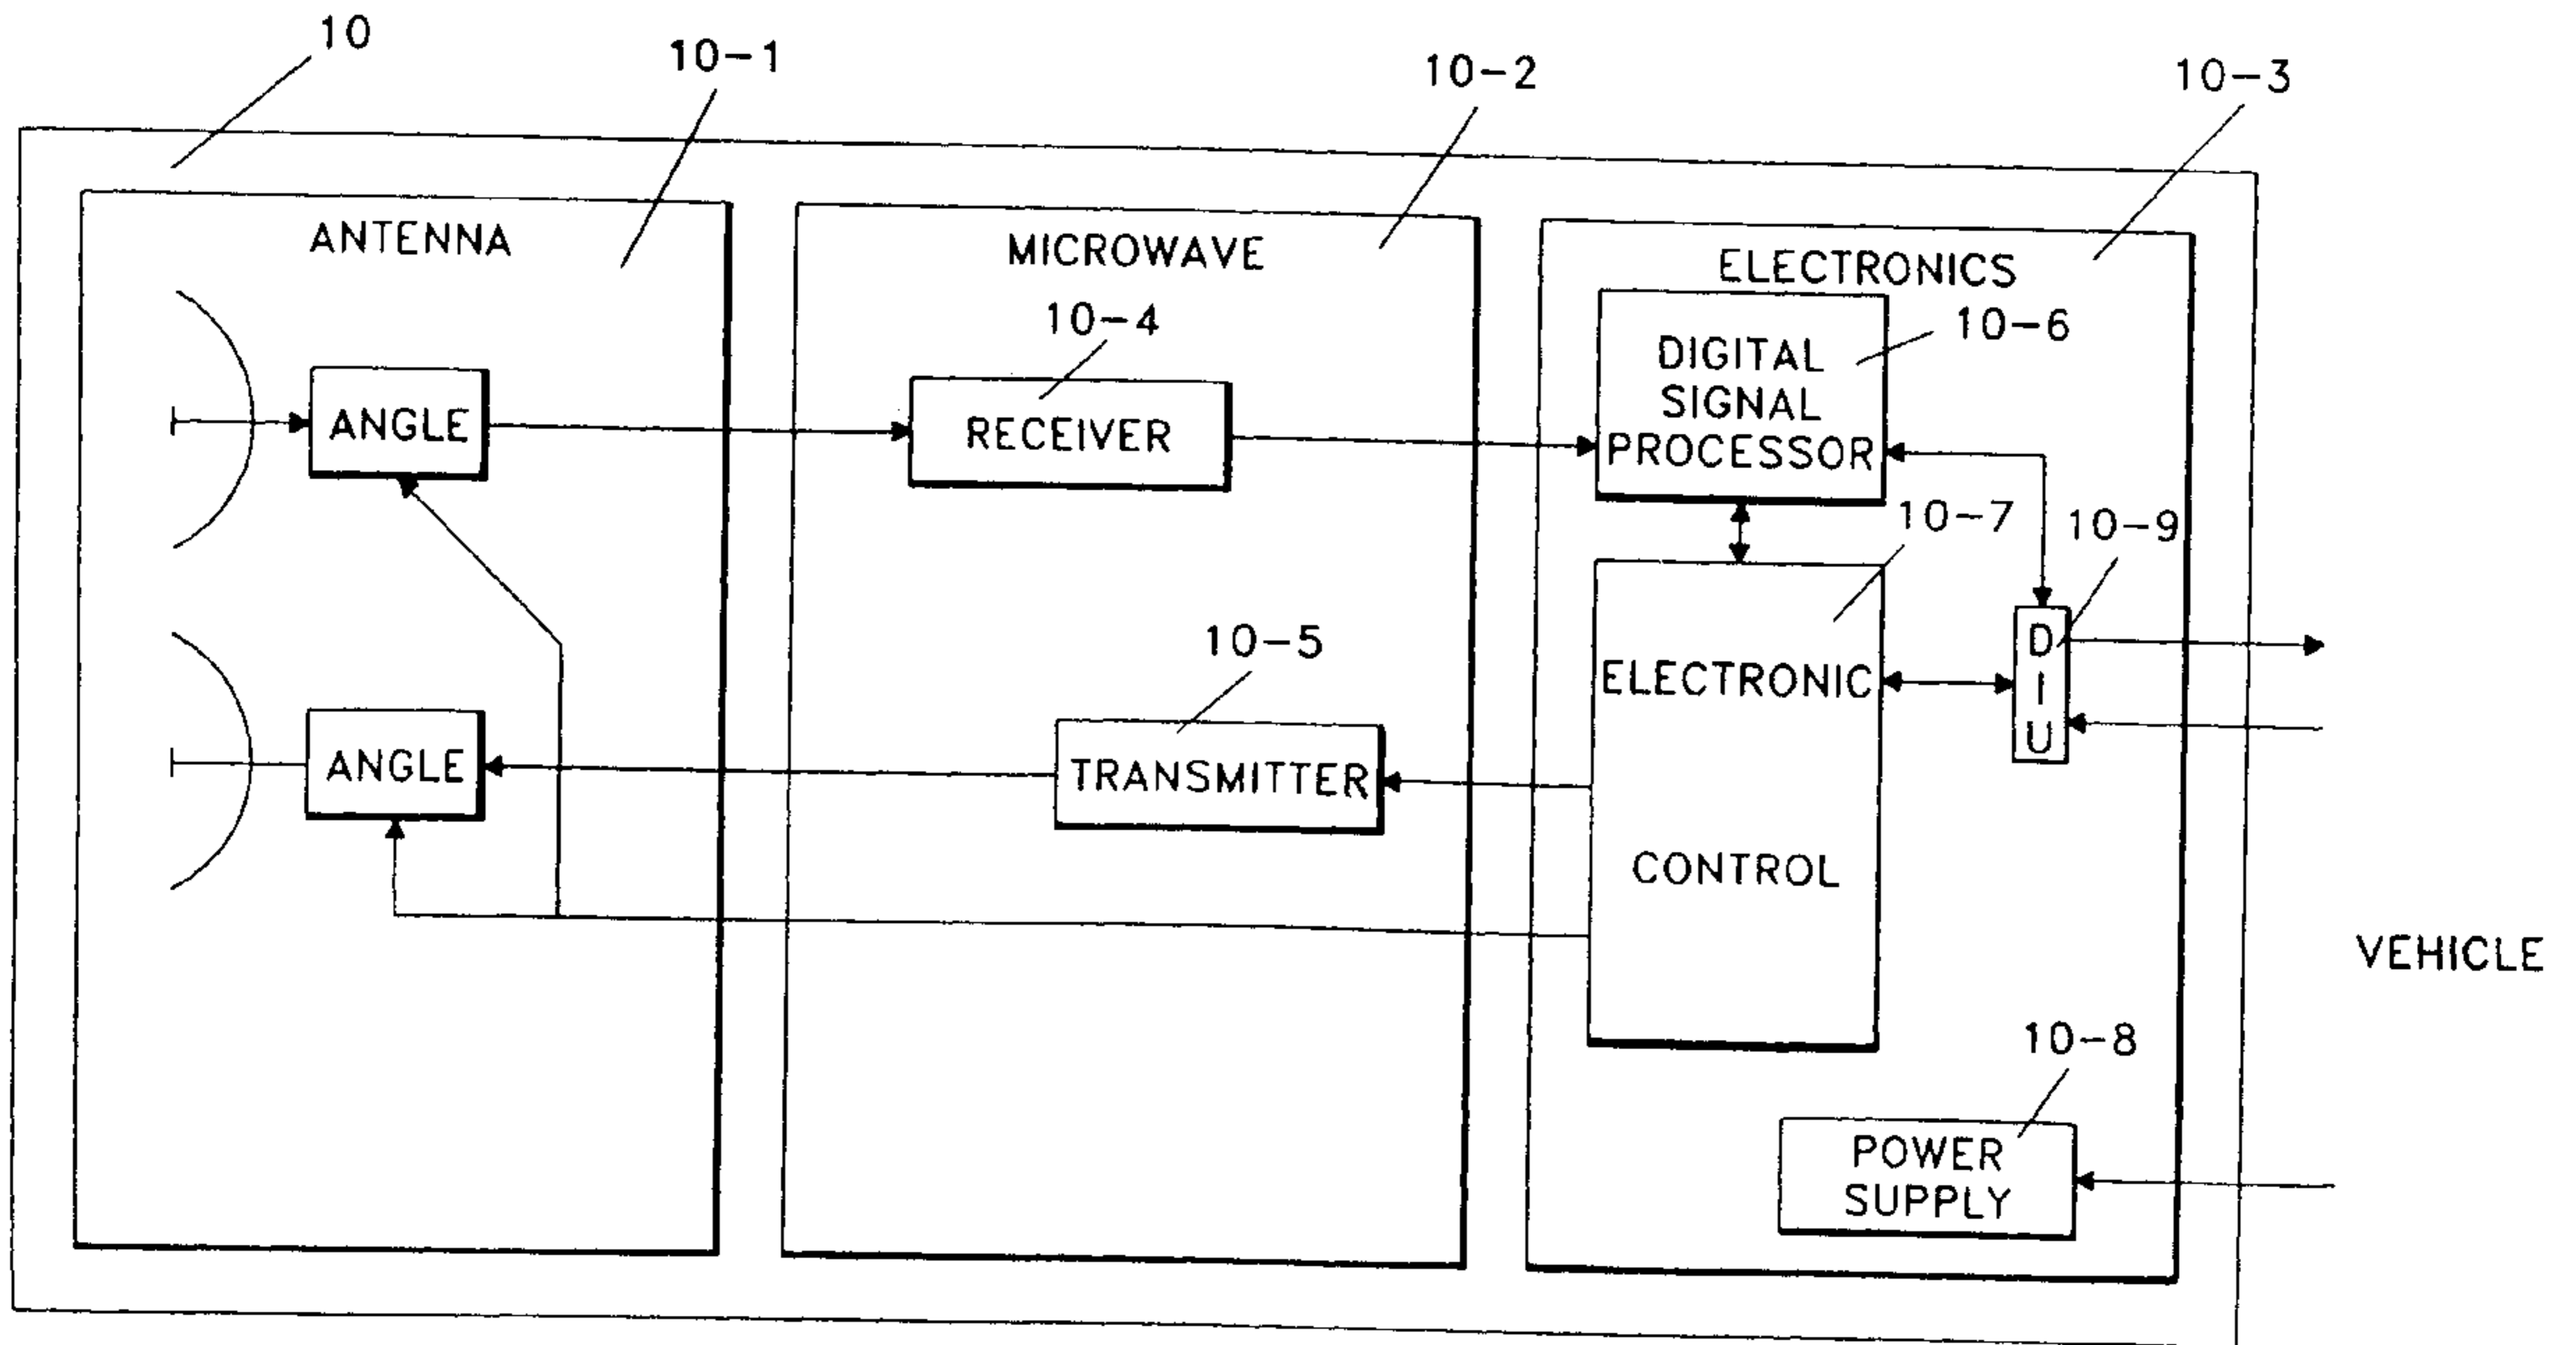 10
10-1
10-2
10-3
ANTENNA
MICROWAVE
ELECTRONICS
10-4
10-6
ANGLE
RECEIVER
DIGITAL
SIGNAL
PROCESSOR
10-7
10-9
10-5
D
I
U
ELECTRONIC
CONTROL
ANGLE
TRANSMITTER
VEHICLE
10-8
POWER
SUPPLY